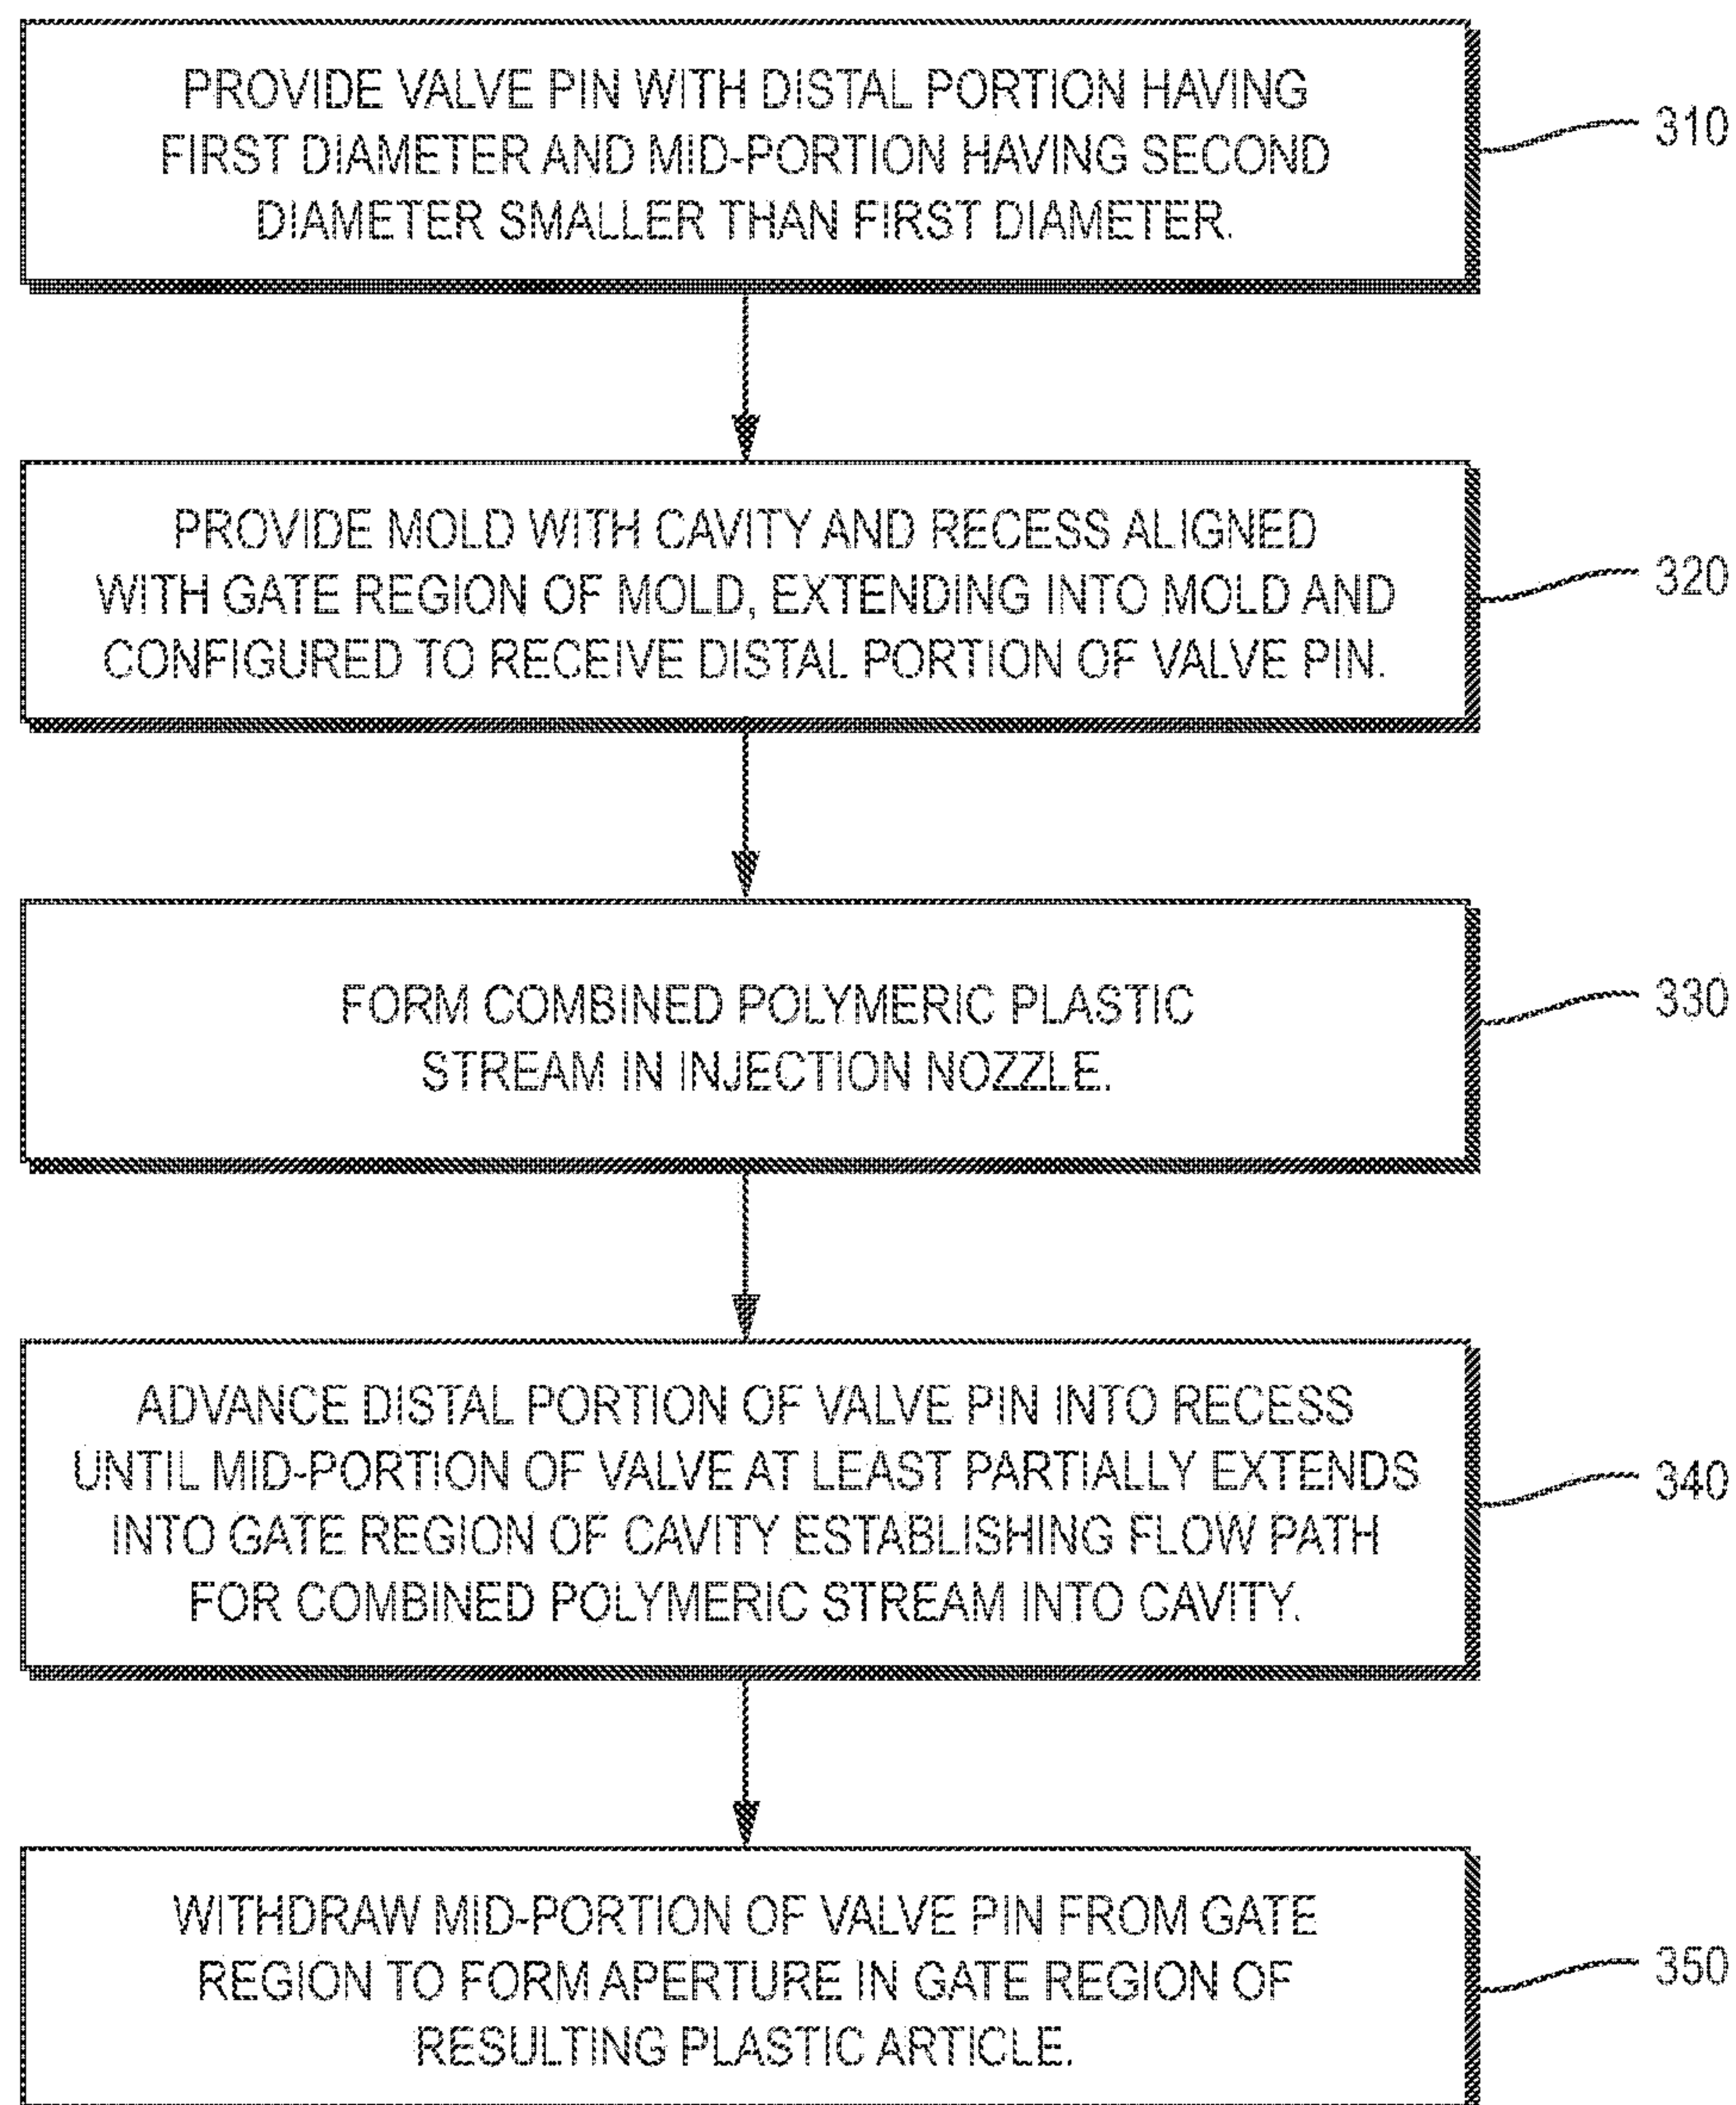 PROVIDE VALVE PIN WITH DISTAL PORTION HAVING
FIRST DIAMETER AND MID-PORTION HAVING SECOND
DIAMETER SMALLER THAN FIRST DIAMETER.
310
PROVIDE MOLD WITH CAVITY AND RECESS ALIGNED
WITH GATE REGION OF MOLD, EXTENDING INTO MOLD AND
CONFIGURED TO RECEIVE DISTAL PORTION OF VALVE PIN.
320
FORM COMBINED POLYMERIC PLASTIC
STREAM IN INJECTION NOZZLE.
330
ADVANCE DISTAL PORTION OF VALVE PIN INTO RECESS
UNTIL MID-PORTION OF VALVE AT LEAST PARTIALLY EXTENDS
INTO GATE REGION OF CAVITY ESTABLISHING FLOW PATH
FOR COMBINED POLYMERIC STREAM INTO CAVITY.
340
WITHDRAW MID-PORTION OF VALVE PIN FROM GATE
REGION TO FORM APERTURE IN GATE REGION OF
RESULTING PLASTIC ARTICLE.
350